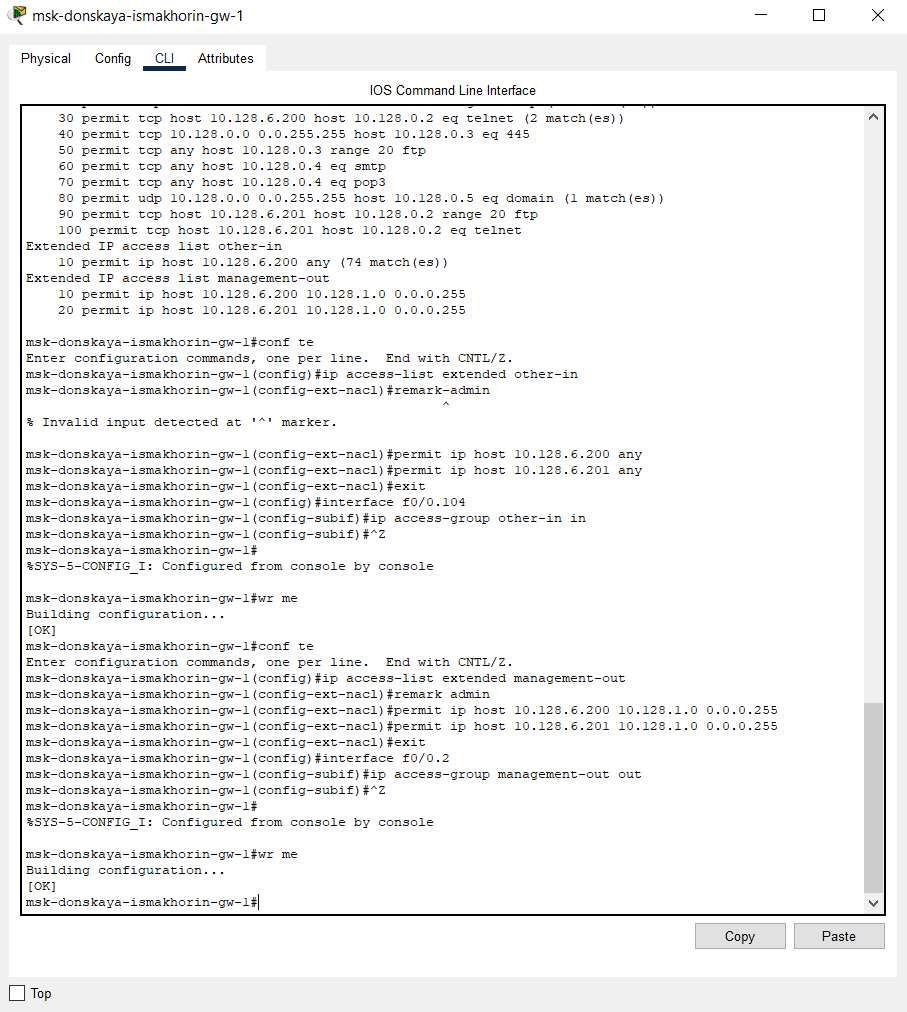 msk-donskaya-ismakhorin-gw-1
Physical Config CLI Attributes
IOS Command Line Interface
30 permit tcp host 10.128.6.200 host 10.128.0.2 eq telnet (2 match(es))
40 permit tcp 10.128.0.0 0.0.255.255 host 10.128.0.3 eq 445
50 permit tcp any host 10.128.0.3 range 20 ftp
60 permit tcp any host 10.128.0.4 eq smtp
70 permit tcp any host 10.128.0.4 eq pop3
80 permit udp 10.128.0.0 0.0.255.255 host 10.128.0.5 eq domain (1 match(es))
90 permit tcp host 10.128.6.201 host 10.128.0.2 range 20 ftp
100 permit tcp host 10.128.6.201 host 10.128.0.2 eq telnet
Extended IP access list other-in
10 permit ip host 10.128.6.200 any (74 match(es))
Extended IP access list management-out
10 permit ip host 10.128.6.200 10.128.1.0 0.0.0.255
20 permit ip host 10.128.6.201 10.128.1.0 0.0.0.255
msk-donskaya-ismakhorin-gw-1#conf te
Enter configuration commands, one per line.  End with CNTL/Z.
msk-donskaya-ismakhorin-gw-1(config)#ip access-list extended other-in
msk-donskaya-ismakhorin-gw-1(config-ext-nacl)#remark-admin
^
% Invalid input detected at '^' marker.
msk-donskaya-ismakhorin-gw-1(config-ext-nacl)#permit ip host 10.128.6.200 any
msk-donskaya-ismakhorin-gw-1(config-ext-nacl)#permit ip host 10.128.6.201 any
msk-donskaya-ismakhorin-gw-1(config-ext-nacl)#exit
msk-donskaya-ismakhorin-gw-1(config)#interface f0/0.104
msk-donskaya-ismakhorin-gw-1(config-subif)#ip access-group other-in in
msk-donskaya-ismakhorin-gw-1(config-subif)#^Z
msk-donskaya-ismakhorin-gw-1#
%SYS-5-CONFIG_I: Configured from console by console
msk-donskaya-ismakhorin-gw-1#wr me
Building configuration...
[OK]
msk-donskaya-ismakhorin-gw-1#conf te
Enter configuration commands, one per line.  End with CNTL/Z.
msk-donskaya-ismakhorin-gw-1(config)#ip access-list extended management-out
msk-donskaya-ismakhorin-gw-1(config-ext-nacl)#remark admin
msk-donskaya-ismakhorin-gw-1(config-ext-nacl)#permit ip host 10.128.6.200 10.128.1.0 0.0.0.255
msk-donskaya-ismakhorin-gw-1(config-ext-nacl)#permit ip host 10.128.6.201 10.128.1.0 0.0.0.255
msk-donskaya-ismakhorin-gw-1(config-ext-nacl)#exit
msk-donskaya-ismakhorin-gw-1(config)#interface f0/0.2
msk-donskaya-ismakhorin-gw-1(config-subif)#ip access-group management-out out
msk-donskaya-ismakhorin-gw-1(config-subif)#^Z
msk-donskaya-ismakhorin-gw-1#
%SYS-5-CONFIG_I: Configured from console by console
msk-donskaya-ismakhorin-gw-1#wr me
Building configuration...
[OK]
msk-donskaya-ismakhorin-gw-1#
Copy Paste
Top